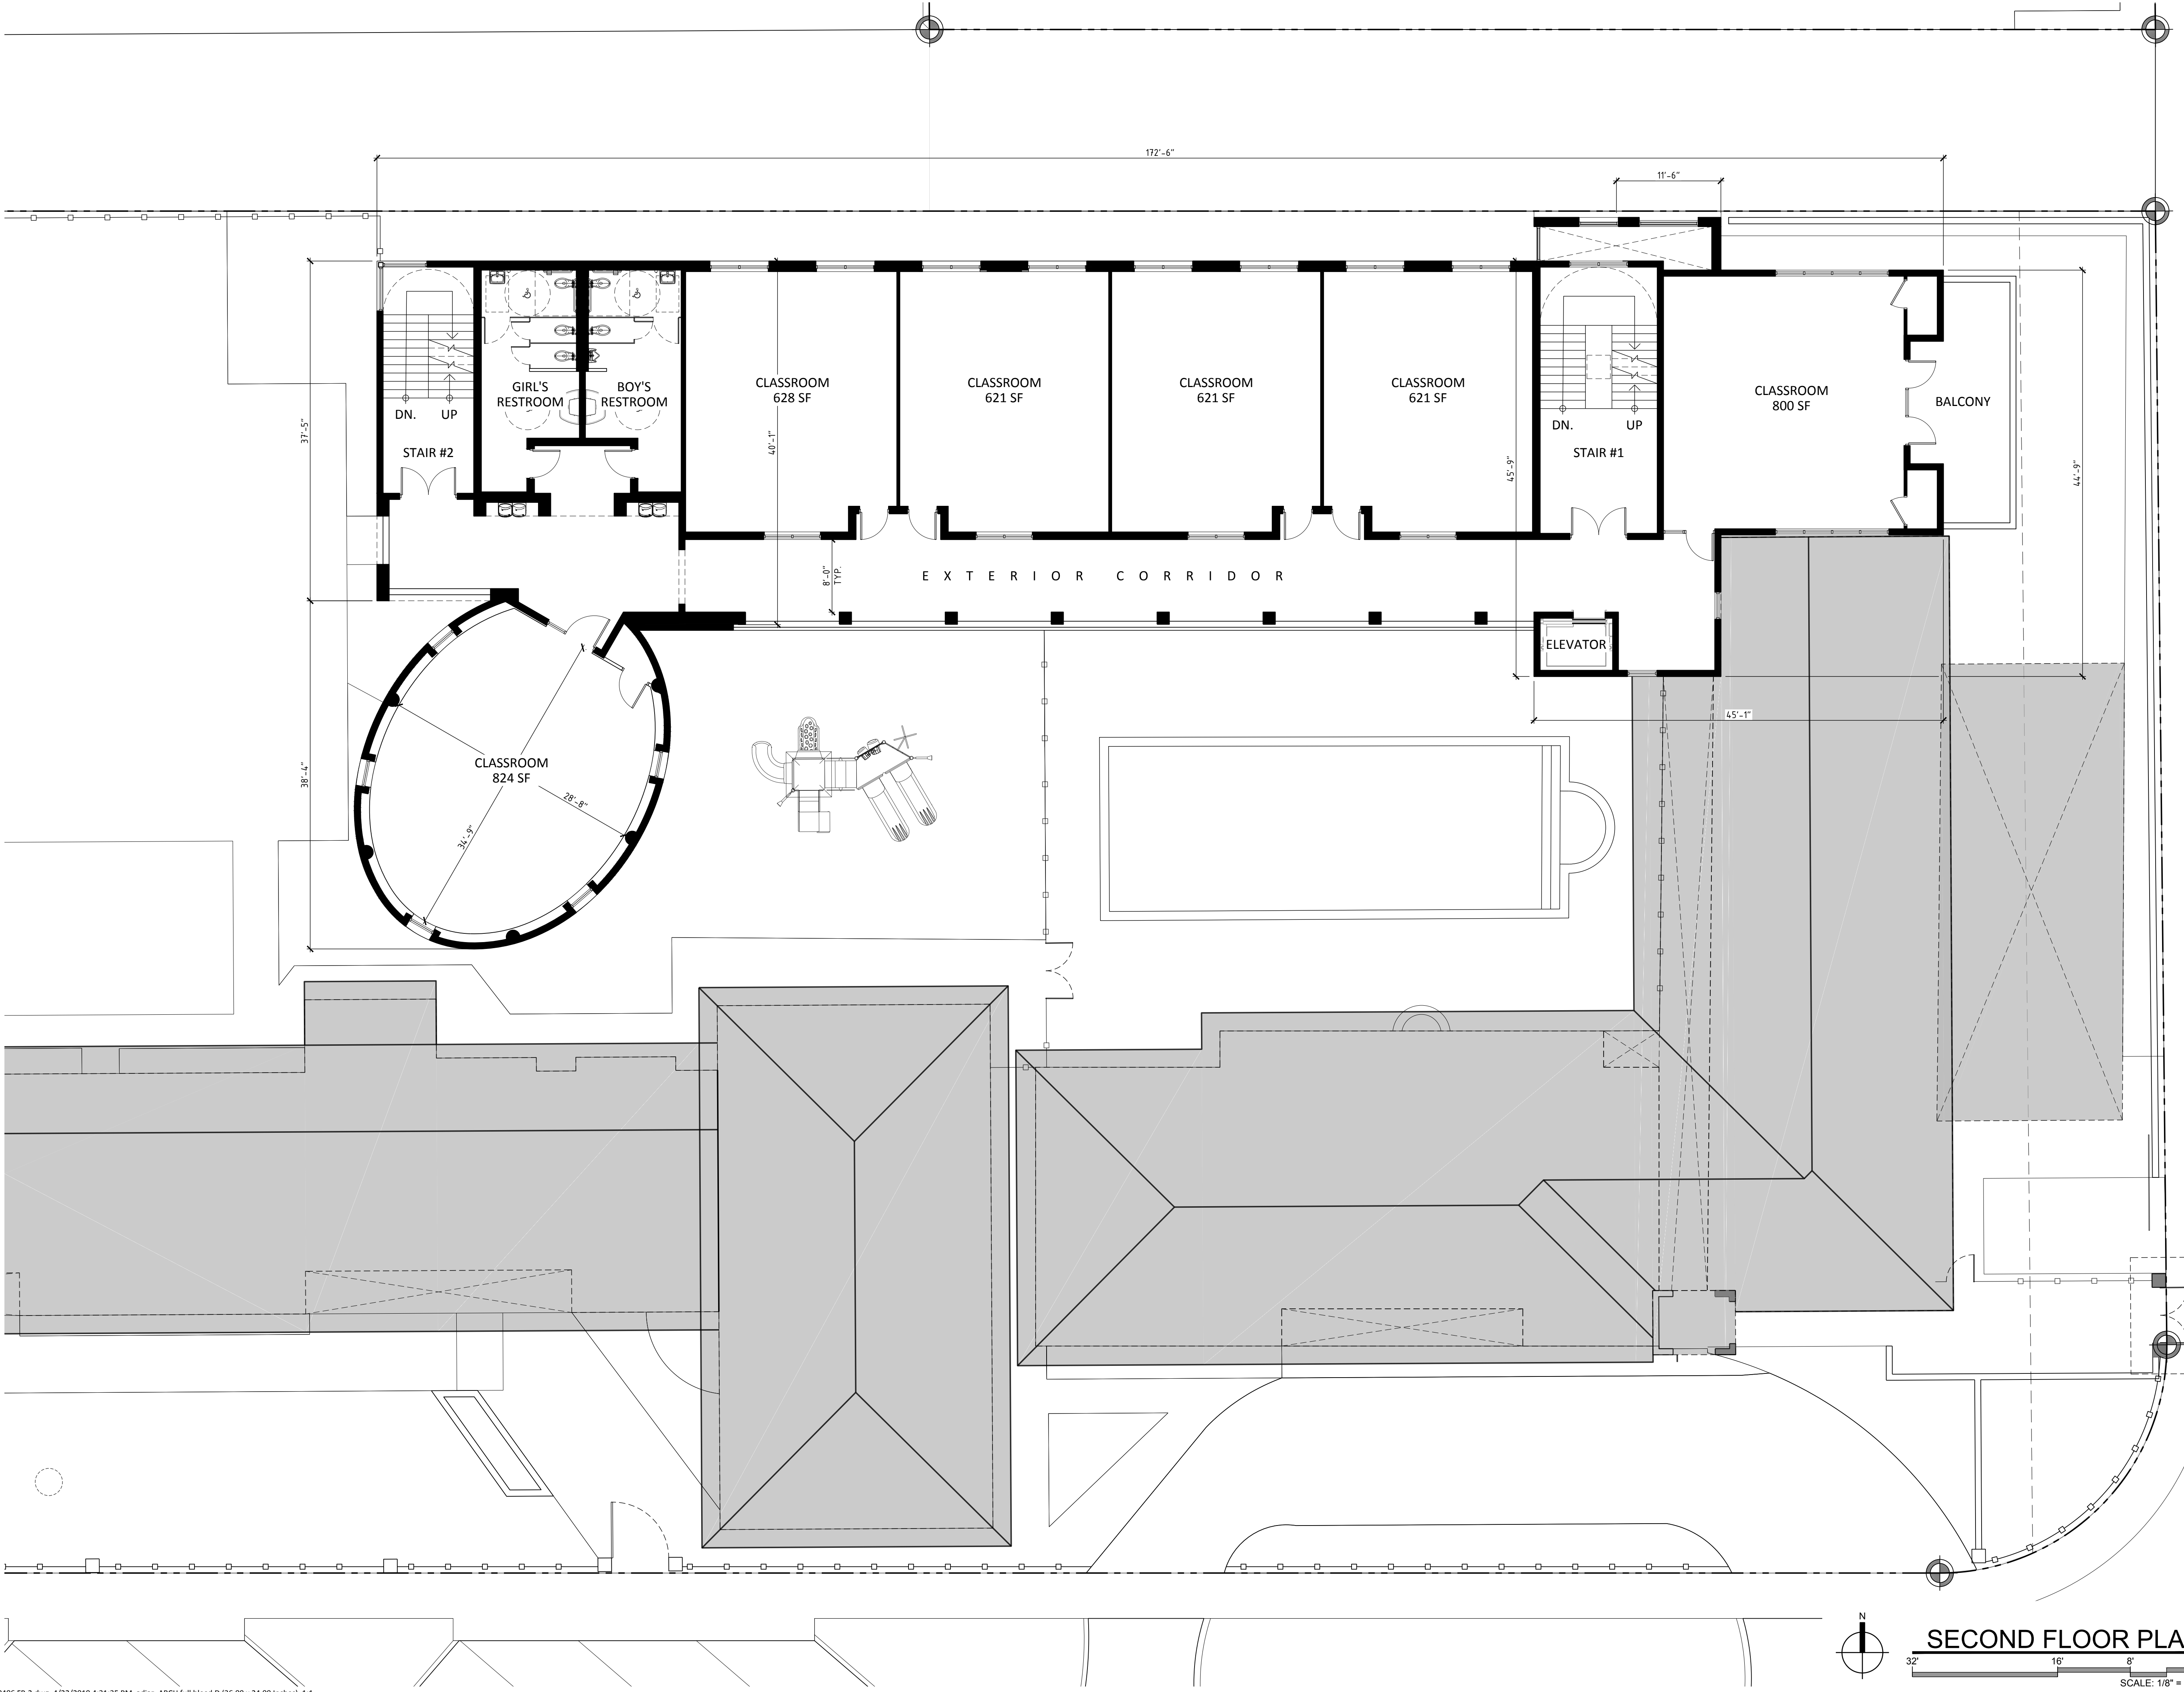 172'-6"
11'-6"
GIRL'S
RESTROOM
BOY'S
RESTROOM
CLASSROOM
628 SF
CLASSROOM
621 SF
CLASSROOM
621 SF
CLASSROOM
621 SF
CLASSROOM
800 SF
BALCONY
DN. UP
STAIR #2
DN. UP
STAIR #1
37'-5"
40'-1"
45'-9"
44'-9"
8'-0"
TYP.
EXTERIOR CORRIDOR
ELEVATOR
45'-1"
CLASSROOM
824 SF
28'-8"
34'-9"
38'-4"
N
SECOND FLOOR PLA
32' 16' 8'
SCALE: 1/8" =